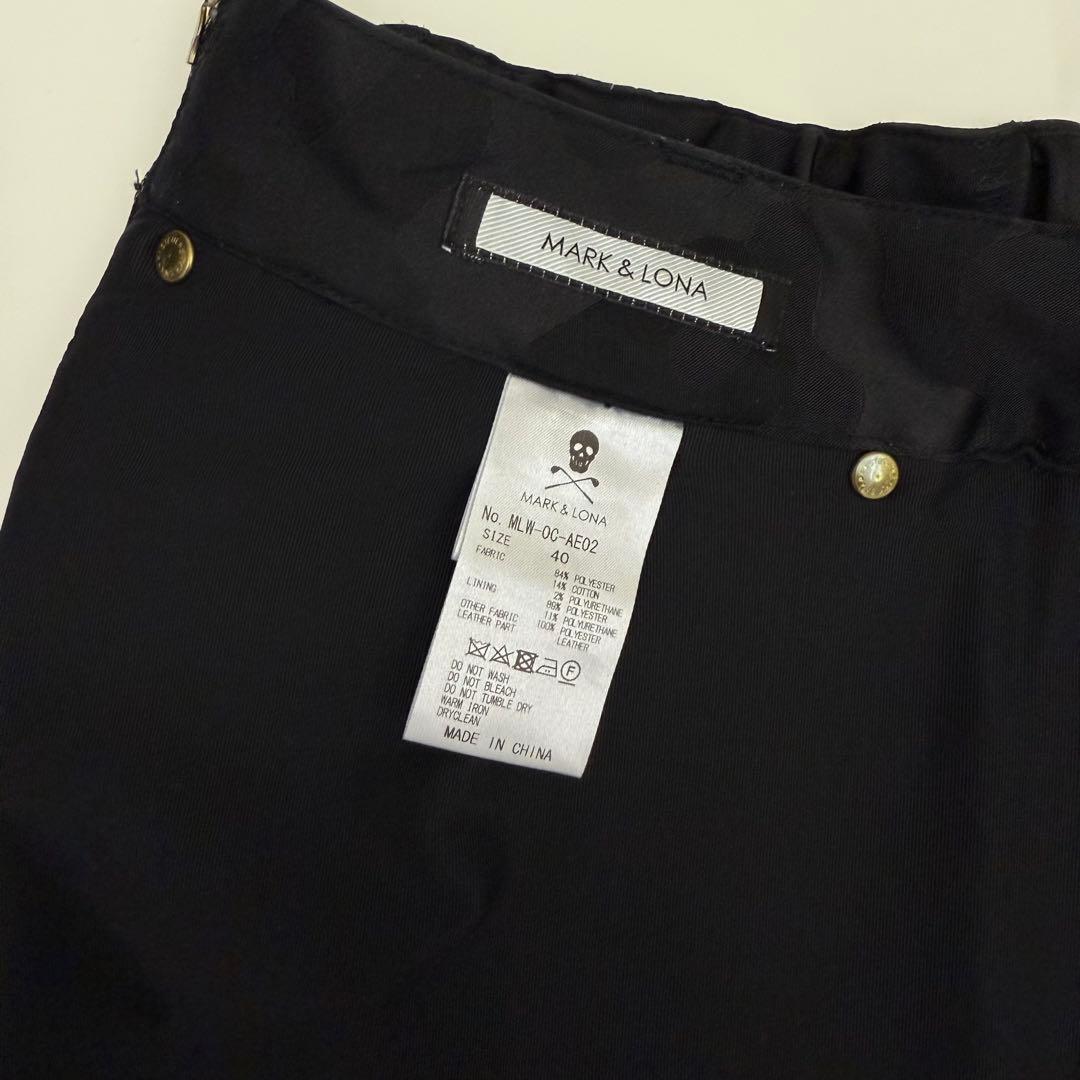 MARK & LONA
MARK & LONA
No. MLW-OC-AE02
SIZE 40
FABRIC 84% POLYESTER
14% COTTON
2% POLYURETHANE
LINING 89% POLYESTER
11% POLYURETHANE
OTHER FABRIC 100% POLYESTER
LEATHER PART LEATHER
F
DO NOT WASH
DO NOT BLEACH
DO NOT TUMBLE DRY
WARM IRON
DRYCLEAN
MADE IN CHINA